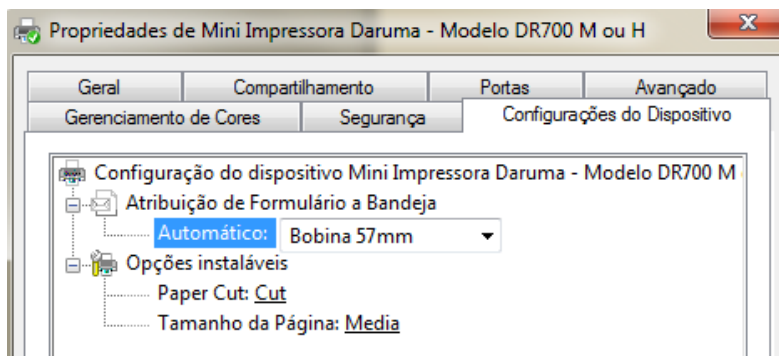 Propriedades de Mini Impressora Daruma - Modelo DR700 M ou H
Geral Compartilhamento Portas Avançado
Gerenciamento de Cores Segurança Configurações do Dispositivo
Configuração do dispositivo Mini Impressora Daruma - Modelo DR700 M
Atribuição de Formulário a Bandeja
Automático: Bobina 57mm
Opções instaláveis
Paper Cut: Cut
Tamanho da Página: Media